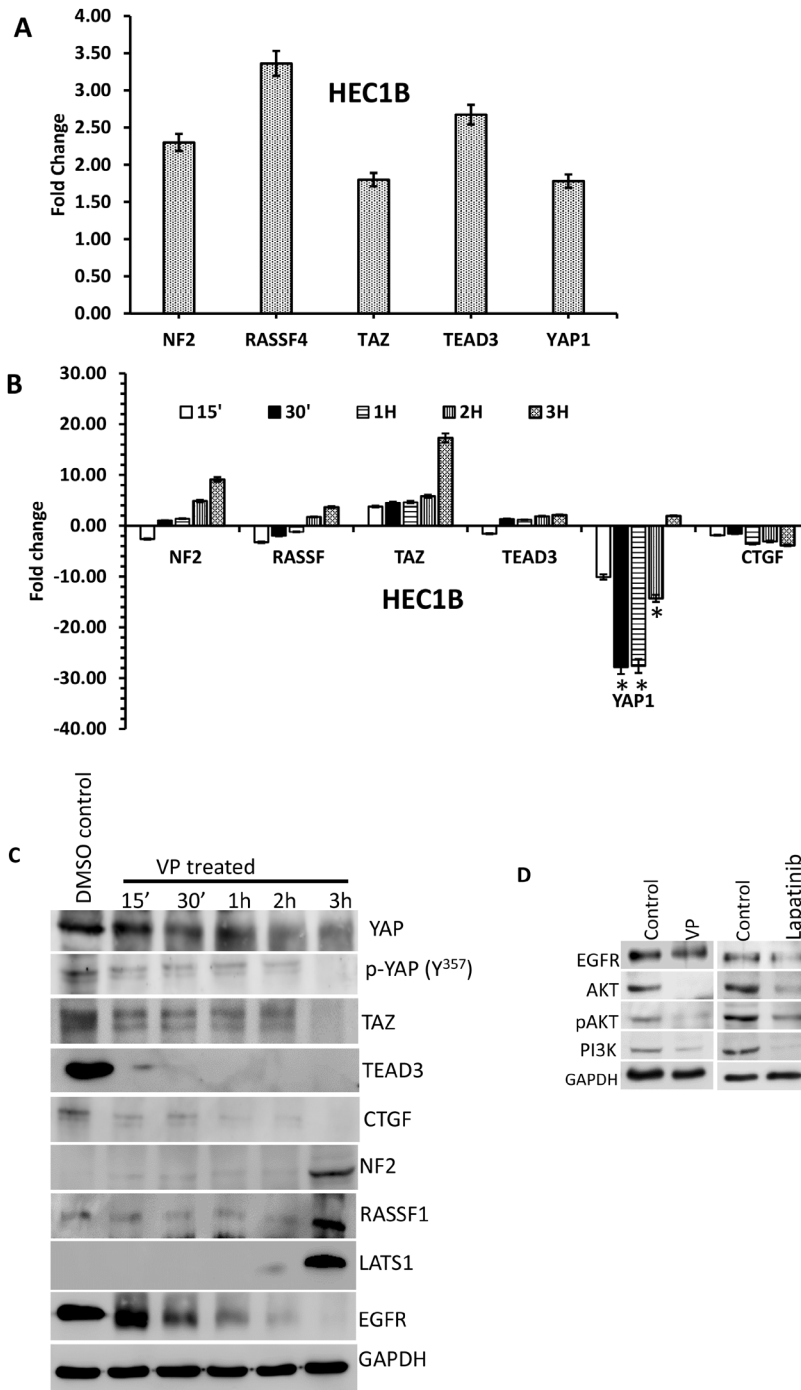 A
4.00
3.50
3.00
2.50
2.00
1.50
1.00
0.50
0.00
Fold Change
HEC1B
NF2 RASSF4 TAZ TEAD3 YAP1
B
30.00
20.00
10.00
0.00
-10.00
-20.00
-30.00
-40.00
Fold change
15' 30' 1H 2H 3H
NF2 RASSF TAZ TEAD3 CTGF
HEC1B
*
* *
YAP1
C
DMSO control
VP treated
15’ 30’ 1h 2h 3h
YAP
p-YAP (Y357)
TAZ
TEAD3
CTGF
NF2
RASSF1
LATS1
EGFR
GAPDH
D
Control VP Control Lapatinib
EGFR
AKT
pAKT
PI3K
GAPDH